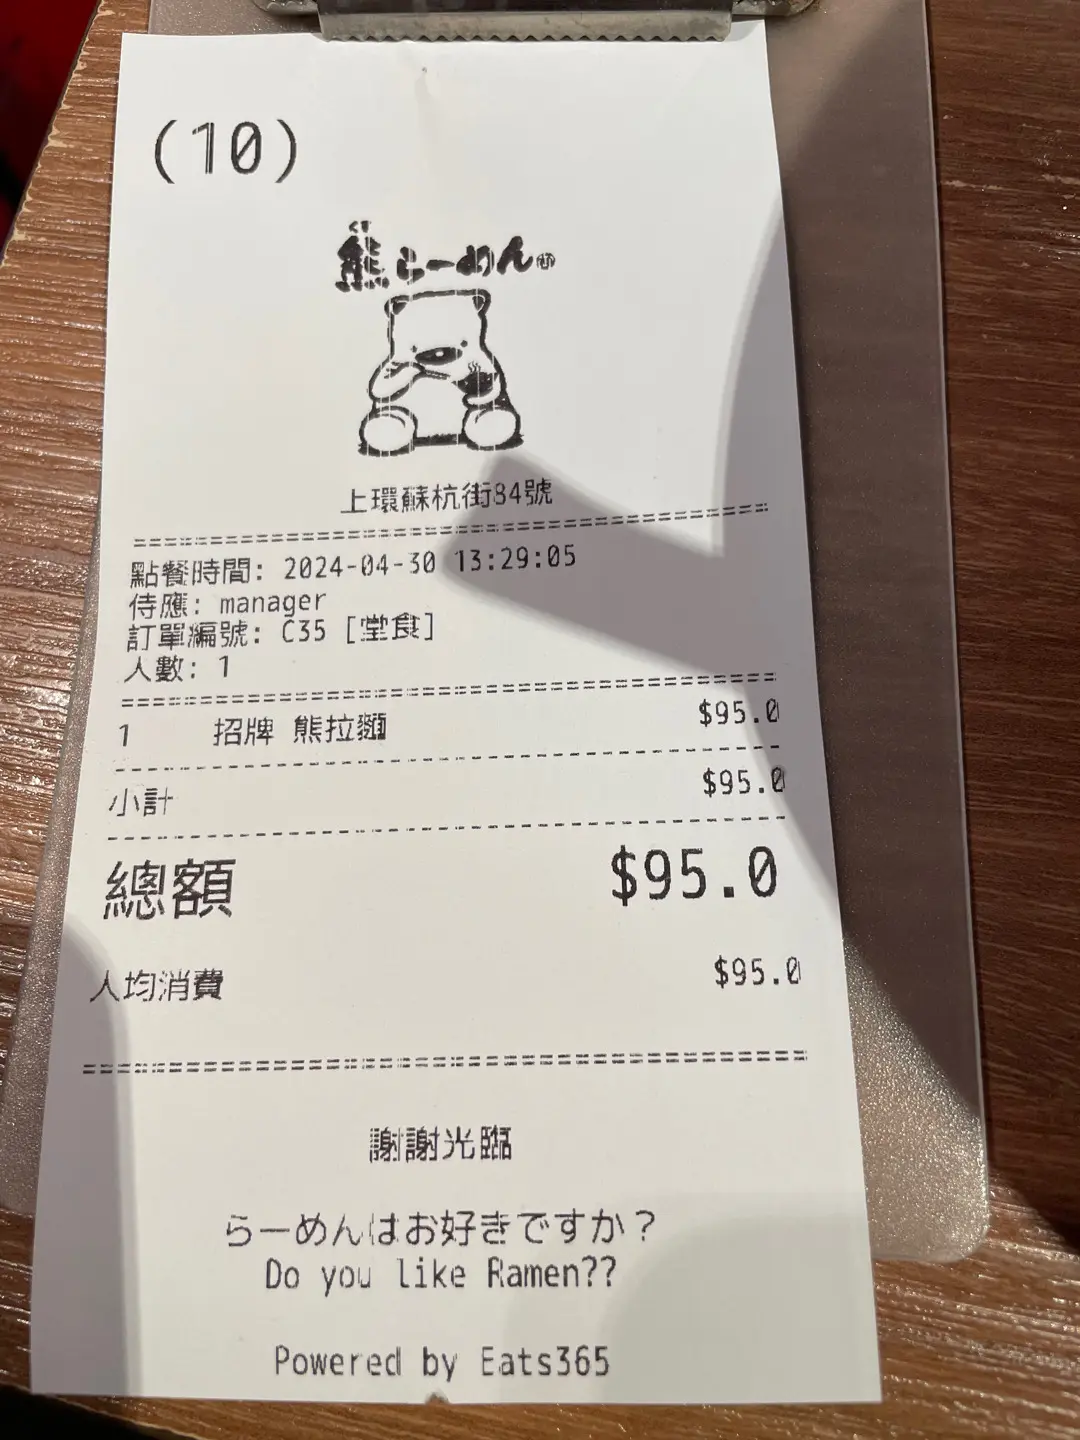 (10)
熊らーめん
上環蘇杭街84號
點餐時間: 2024-04-30 13:29:05
侍應: manager
訂單編號: C35 [堂食]
人數: 1
1 招牌 熊拉麵 $95.0
小計 $95.0
總額 $95.0
人均消費 $95.0
謝謝光臨
らーめんはお好きですか？
Do you like Ramen??
Powered by Eats365